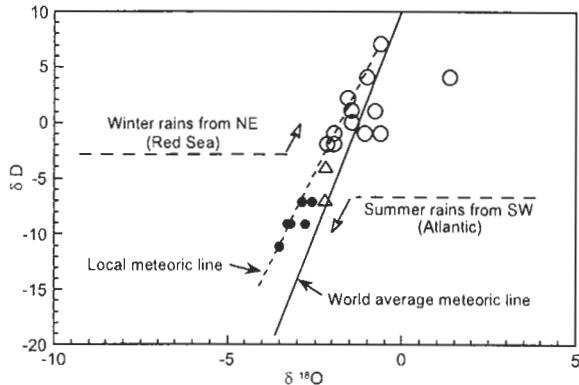 10
5
0
-5
-10
-15
-20
δ D
Winter rains from NE
(Red Sea)
Summer rains from SW
(Atlantic)
Local meteoric line
World average meteoric line
-10
-5
0
5
δ ¹⁸O